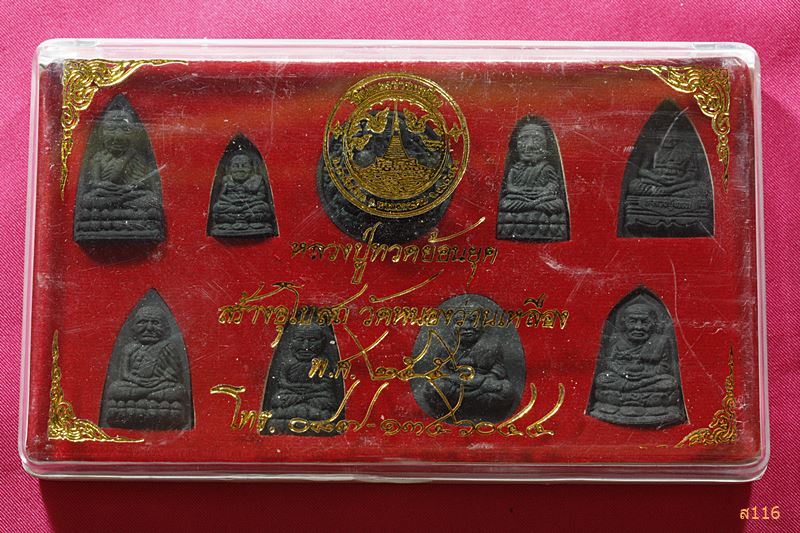 หลวงปู่ทวดย้อนยุค
สร้างอุโบสถ วัดหนองว่านเหลือง
พ.ศ. ๒๕๕๖
โทร. ๐๘๗-๑๓๕๖๐๔๔
ส116